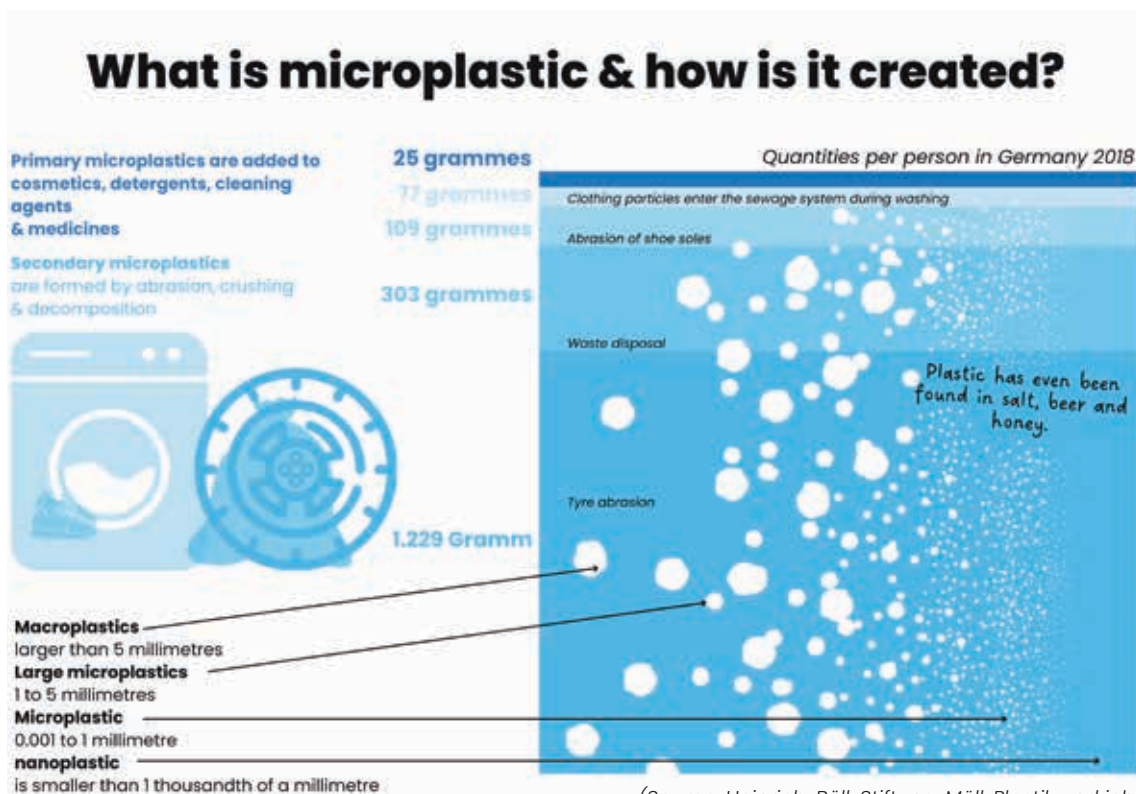 What is microplastic & how is it created?
Primary microplastics are added to
cosmetics, detergents, cleaning
agents
& medicines
Secondary microplastics
are formed by abrasion, crushing
& decomposition
25 grammes
77 grammes
109 grammes
303 grammes
1.229 Gramm
Quantities per person in Germany 2018
Clothing particles enter the sewage system during washing
Abrasion of shoe soles
Waste disposal
Plastic has even been
found in salt, beer and
honey.
Tyre abrasion
Macroplastics
larger than 5 millimetres
Large microplastics
1 to 5 millimetres
Microplastic
0.001 to 1 millimetre
nanoplastic
is smaller than 1 thousandth of a millimetre